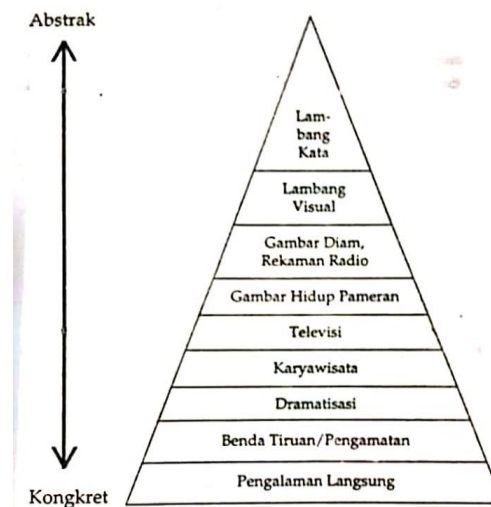 Abstrak
Lam-
bang
Kata
Lambang
Visual
Gambar Diam,
Rekaman Radio
Gambar Hidup Pameran
Televisi
Karyawisata
Dramatisasi
Benda Tiruan/Pengamatan
Pengalaman Langsung
Kongkret